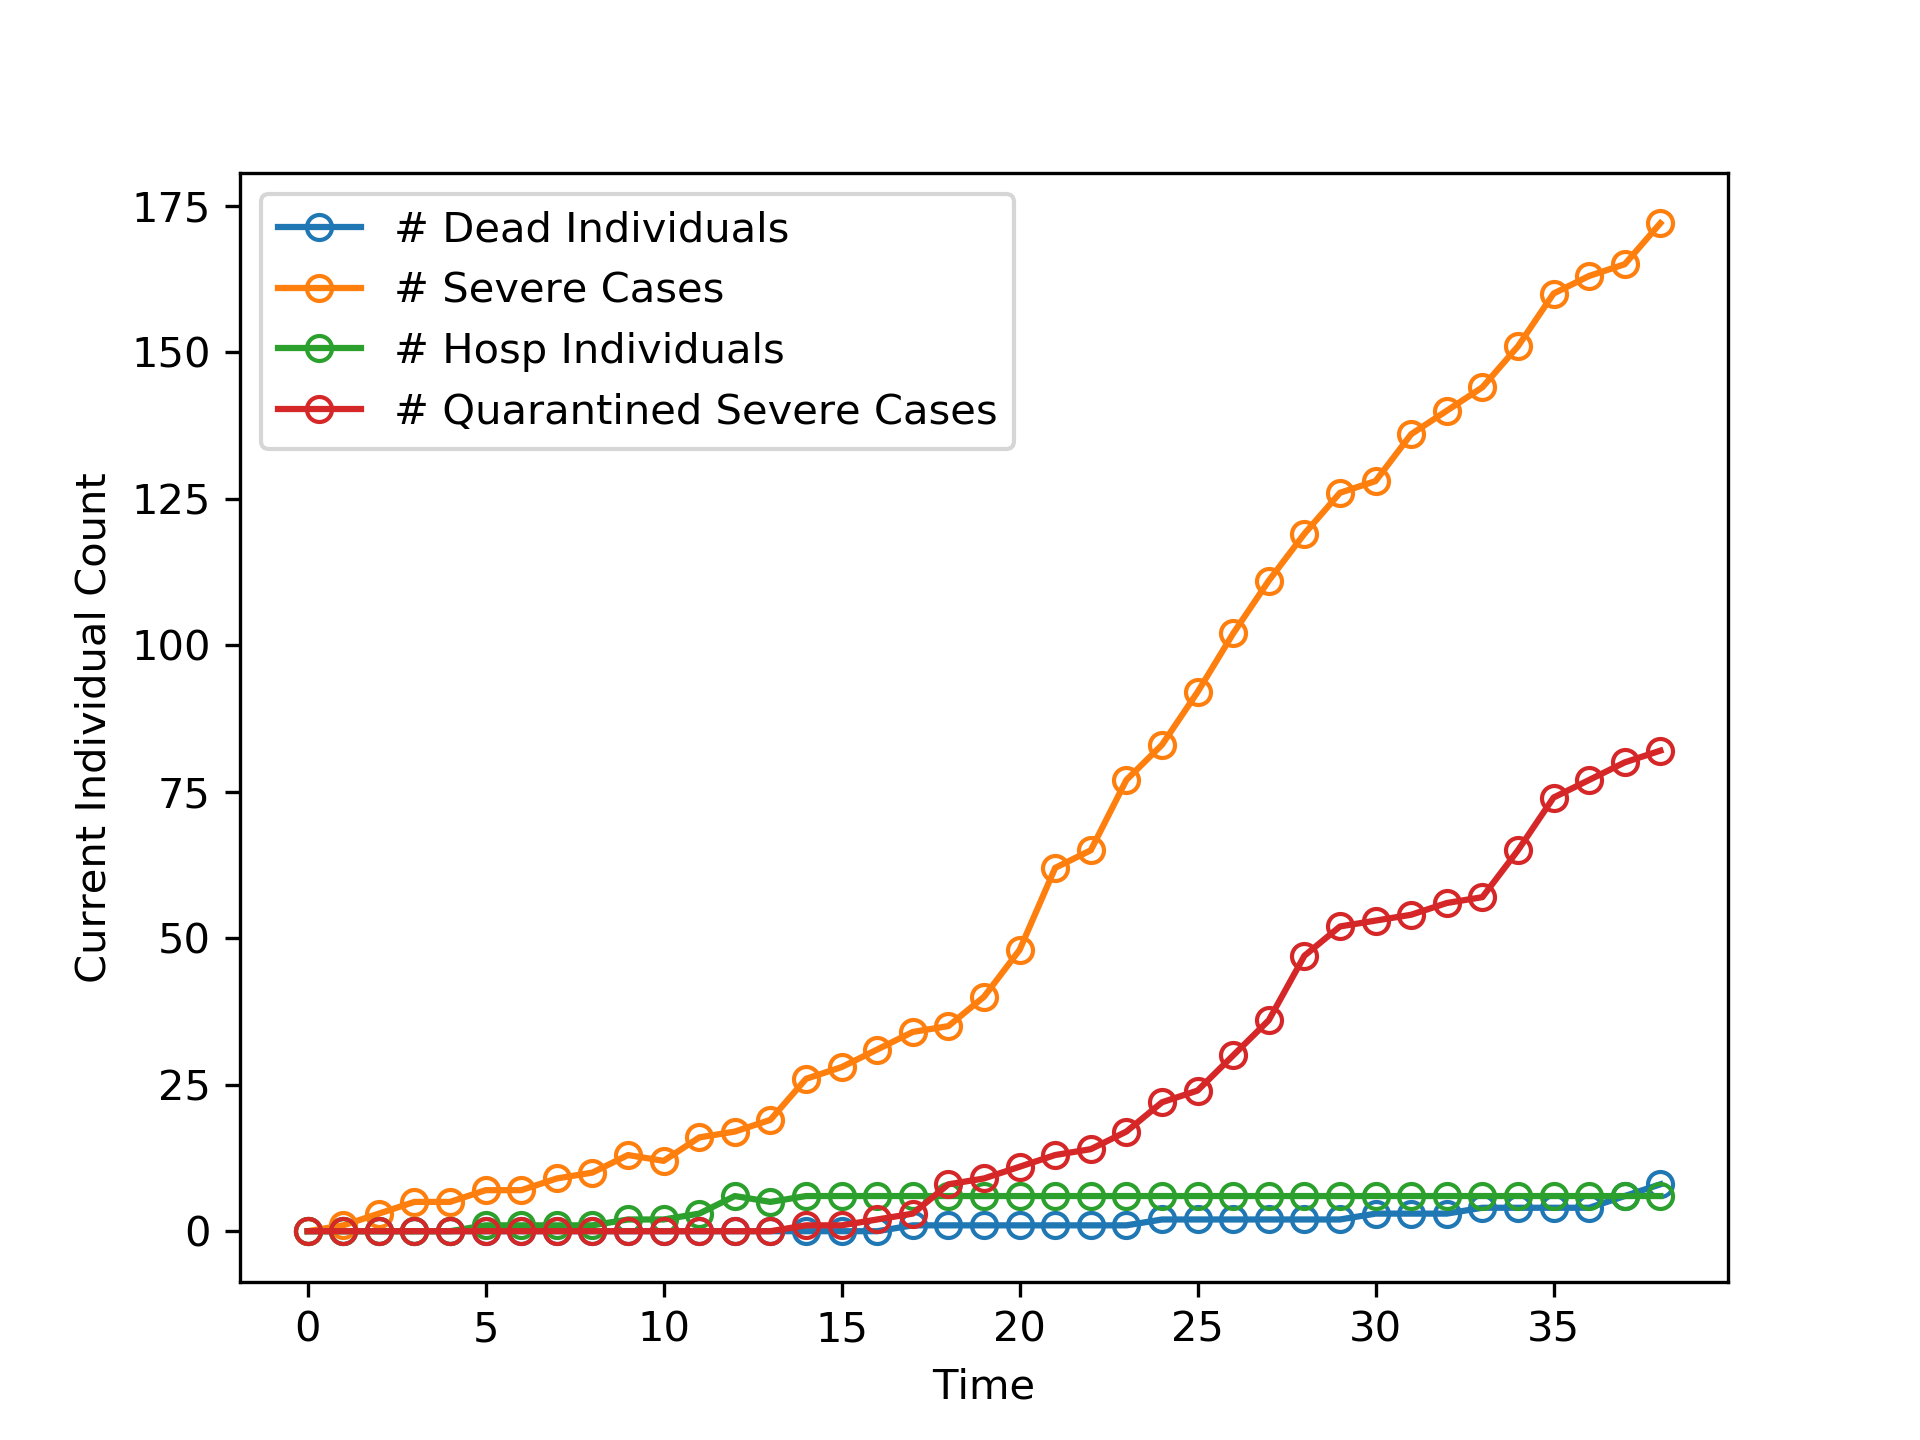 # Dead Individuals
# Severe Cases
# Hosp Individuals
# Quarantined Severe Cases
175
150
125
100
75
50
25
0
Current Individual Count
0 5 10 15 20 25 30 35
Time